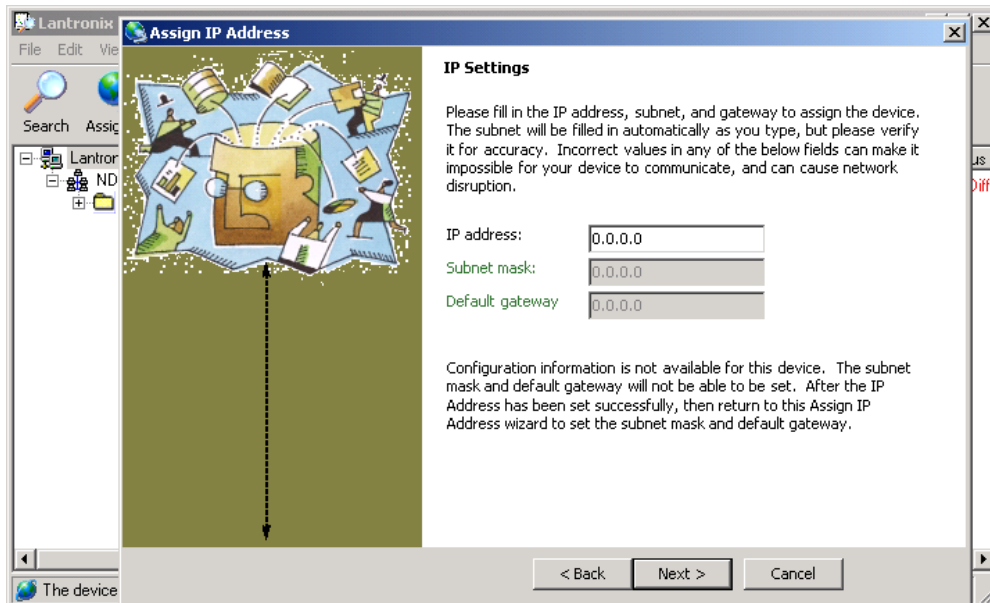 Lantronix
Assign IP Address
File Edit Vie
Search Assig
Lantror
ND
us
Diff
IP Settings
Please fill in the IP address, subnet, and gateway to assign the device.
The subnet will be filled in automatically as you type, but please verify
it for accuracy. Incorrect values in any of the below fields can make it
impossible for your device to communicate, and can cause network
disruption.
IP address: 0.0.0.0
Subnet mask: 0.0.0.0
Default gateway 0.0.0.0
Configuration information is not available for this device. The subnet
mask and default gateway will not be able to be set. After the IP
Address has been set successfully, then return to this Assign IP
Address wizard to set the subnet mask and default gateway.
< Back Next > Cancel
The device